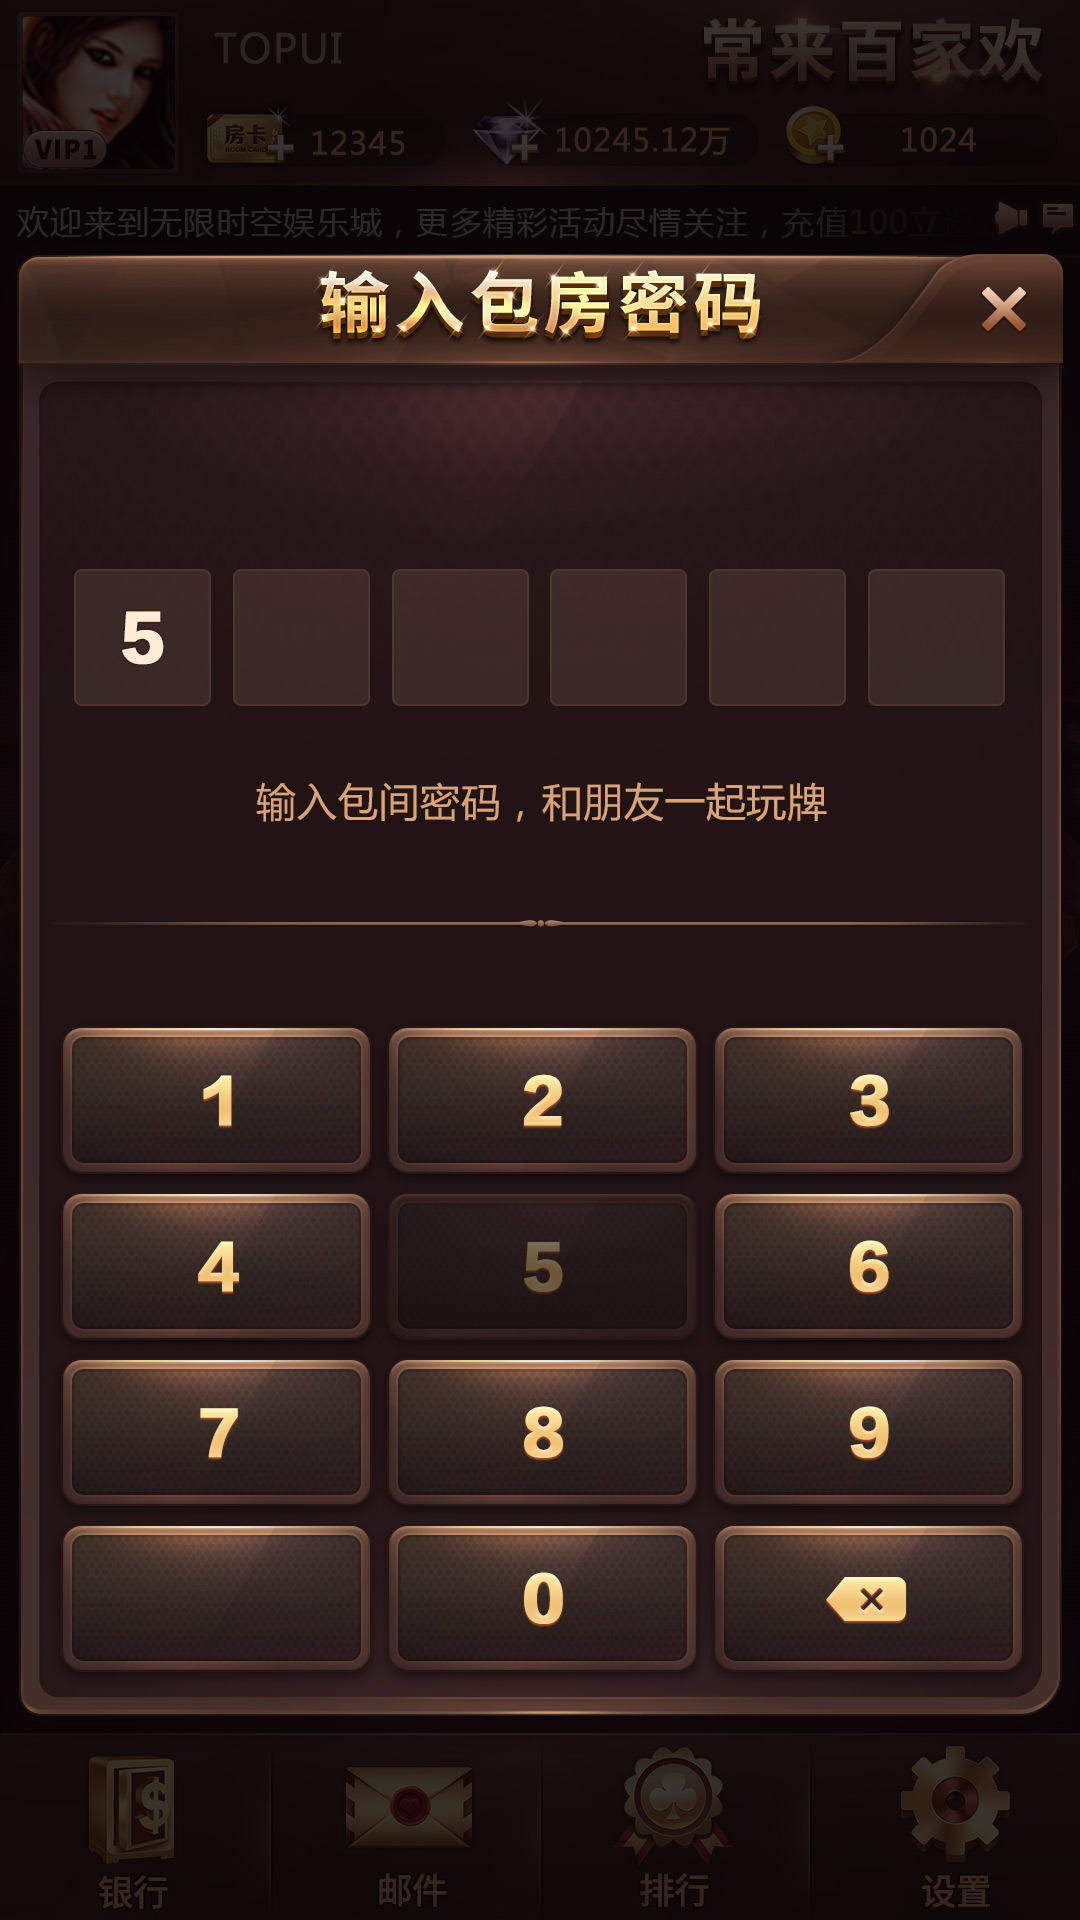 TOPUI
常来百家欢
VIP1
房卡
ROOM CARD
12345
10245.12万
1024
欢迎来到无限时空娱乐城，更多精彩活动尽情关注，充值100立
输入包房密码
5
输入包间密码，和朋友一起玩牌
1 2 3
4 5 6
7 8 9
0
银行 邮件 排行 设置